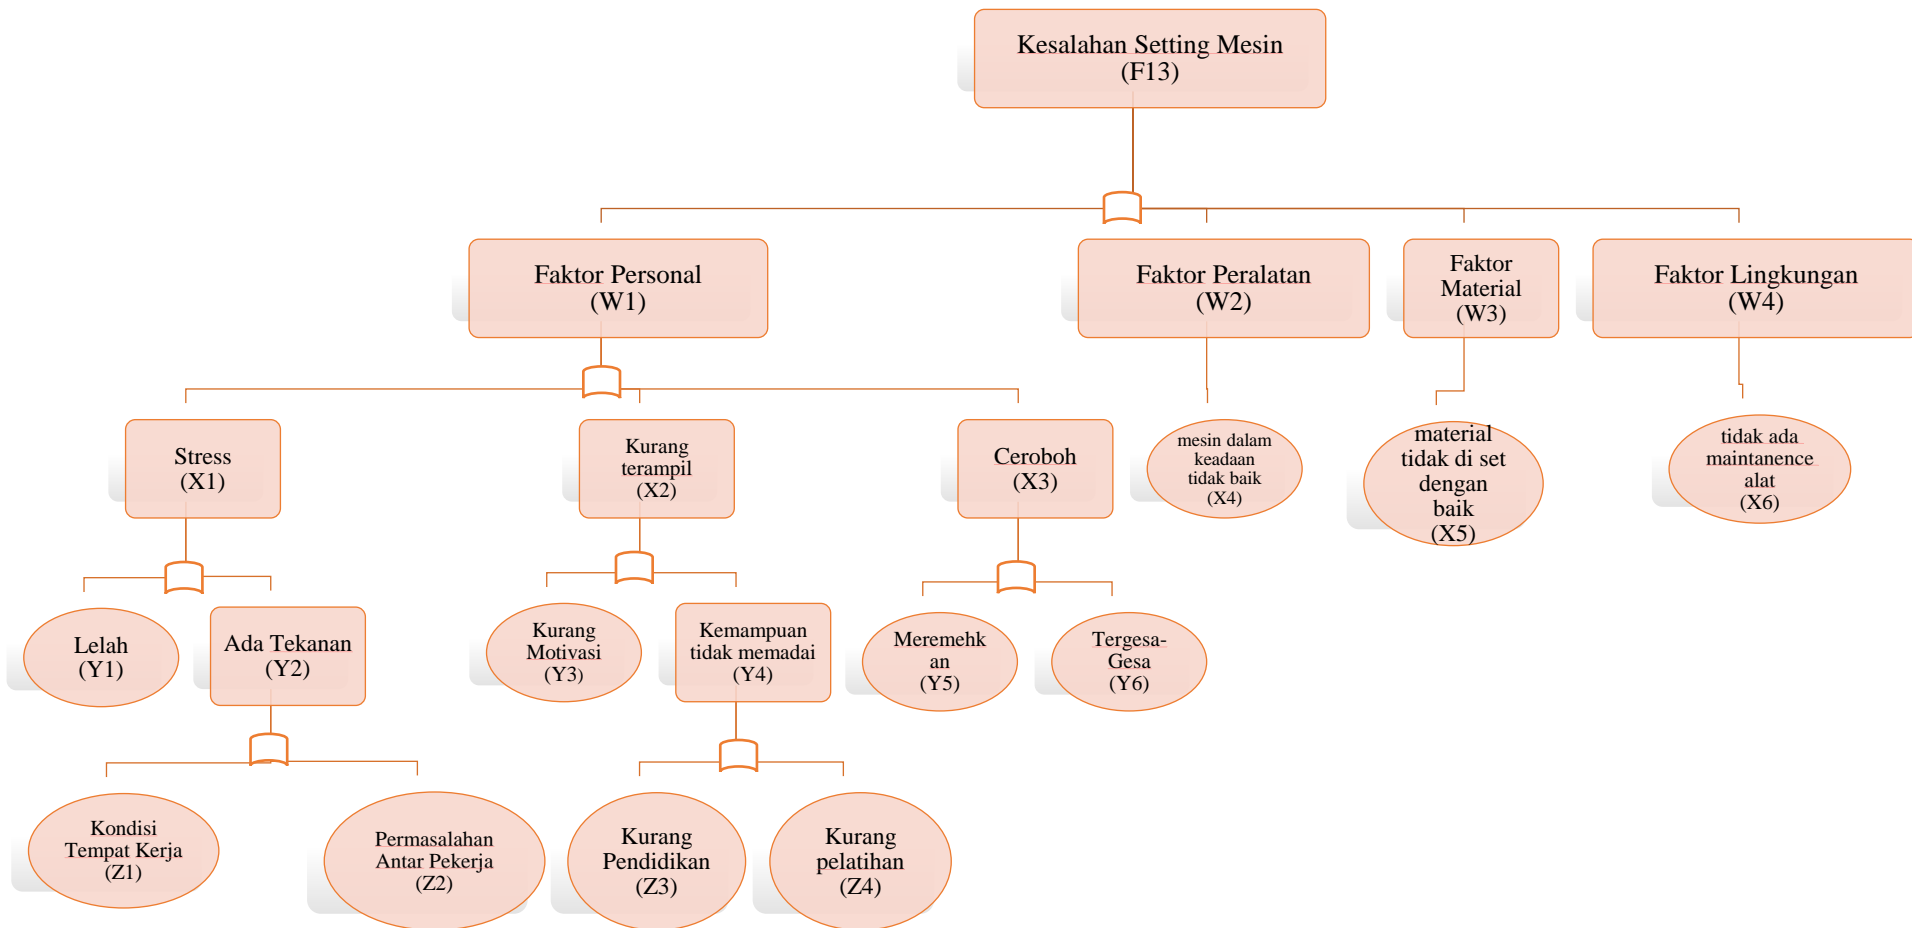 Kesalahan Setting Mesin
(F13)
Faktor Personal
(W1)
Faktor Peralatan
(W2)
Faktor
Material
(W3)
Faktor Lingkungan
(W4)
Stress
(X1)
Kurang
terampil
(X2)
Ceroboh
(X3)
mesin dalam
keadaan
tidak baik
(X4)
material
tidak di set
dengan
baik
(X5)
tidak ada
maintanence
alat
(X6)
Lelah
(Y1)
Ada Tekanan
(Y2)
Kurang
Motivasi
(Y3)
Kemampuan
tidak memadai
(Y4)
Meremehk
an
(Y5)
Tergesa-
Gesa
(Y6)
Kondisi
Tempat Kerja
(Z1)
Permasalahan
Antar Pekerja
(Z2)
Kurang
Pendidikan
(Z3)
Kurang
pelatihan
(Z4)